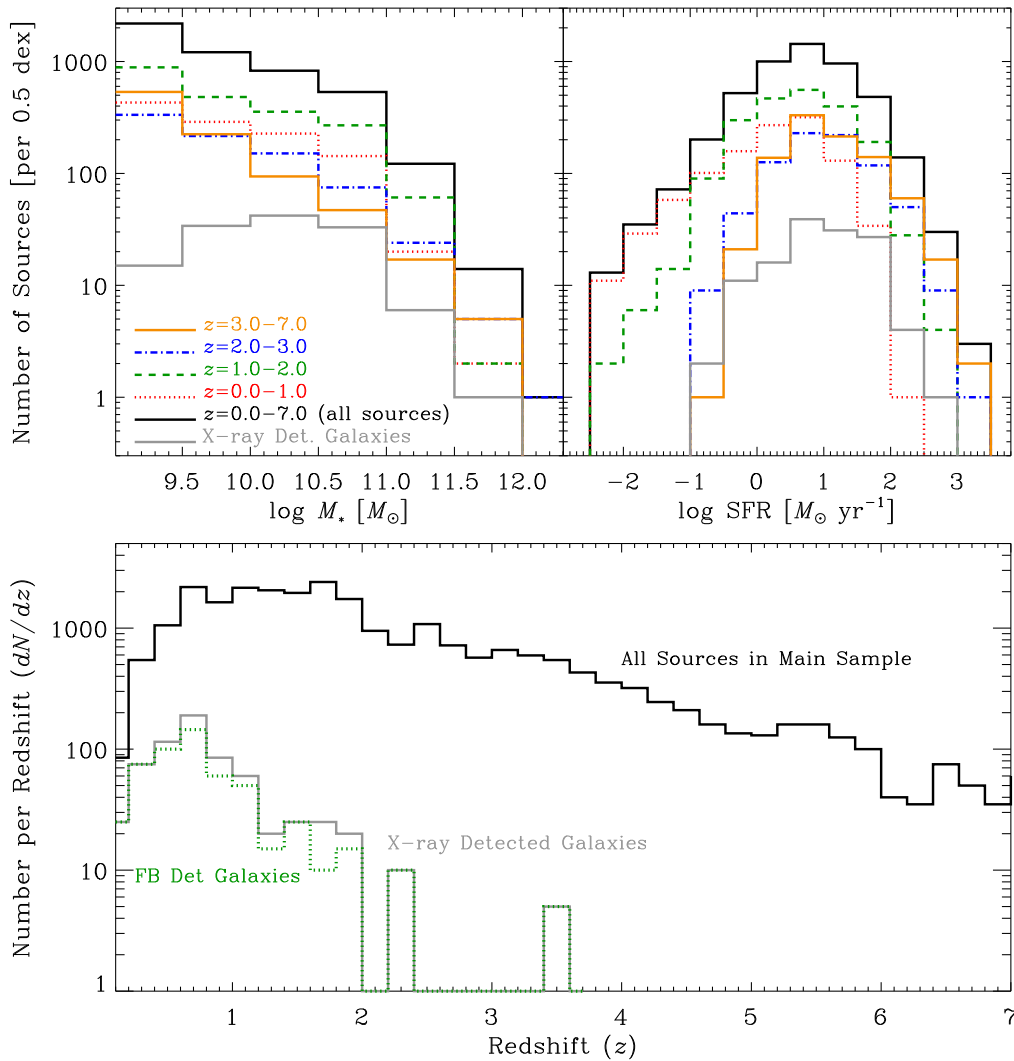 Number of Sources [per 0.5 dex]
1000
100
10
1
z=3.0−7.0
z=2.0−3.0
z=1.0−2.0
z=0.0−1.0
z=0.0−7.0 (all sources)
X−ray Det. Galaxies
9.5 10.0 10.5 11.0 11.5 12.0
log M* [M⊙]
−2 −1 0 1 2 3
log SFR [M⊙ yr−1]
Number per Redshift (dN/dz)
1000
100
10
1
All Sources in Main Sample
X−ray Detected Galaxies
FB Det Galaxies
1 2 3 4 5 6 7
Redshift (z)